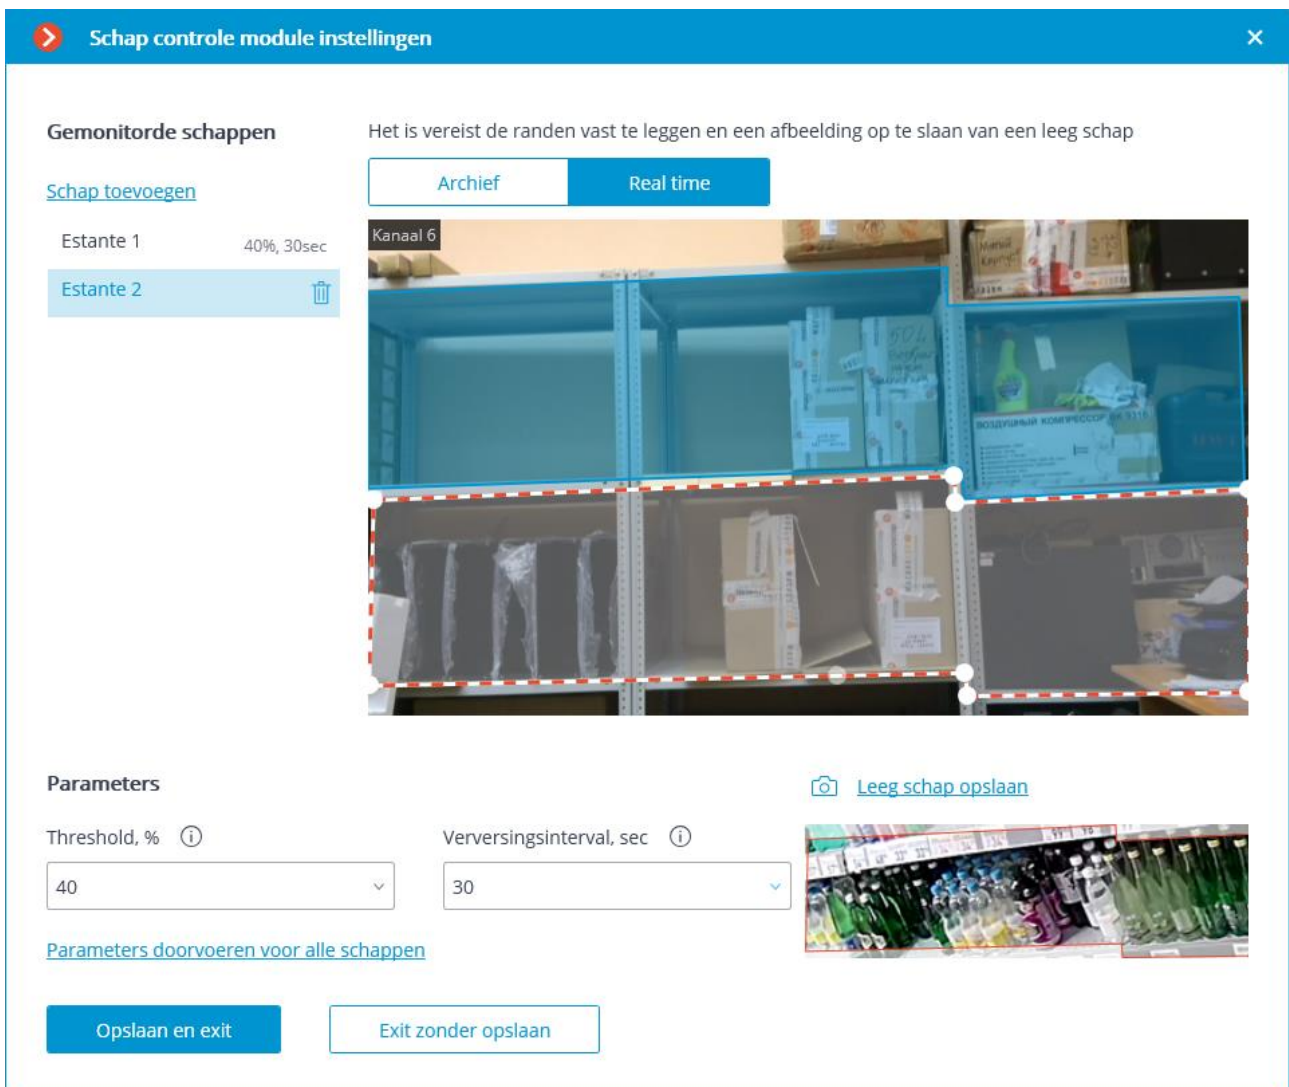 Schap controle module instellingen
Gemonitorde schappen
Het is vereist de randen vast te leggen en een afbeelding op te slaan van een leeg schap
Schap toevoegen
Archief
Real time
Estante 1
40%, 30sec
Estante 2
Kanaal 6
ВОЗДУШНЫЙ КОМПРЕССОР
Parameters
Leeg schap opslaan
Threshold, %
Verversingsinterval, sec
40
30
Parameters doorvoeren voor alle schappen
Opslaan en exit
Exit zonder opslaan